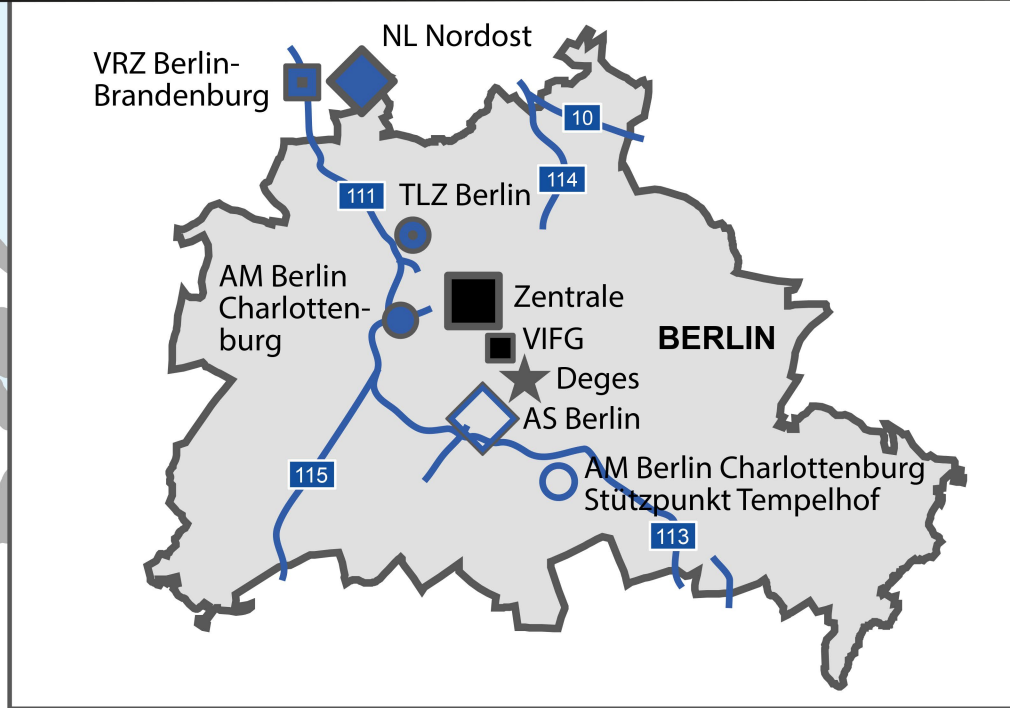 NL Nordost
VRZ Berlin-
Brandenburg
10
114
111
TLZ Berlin
AM Berlin
Charlotten-
burg
Zentrale
VIFG
BERLIN
Deges
AS Berlin
115
AM Berlin Charlottenburg
Stützpunkt Tempelhof
113